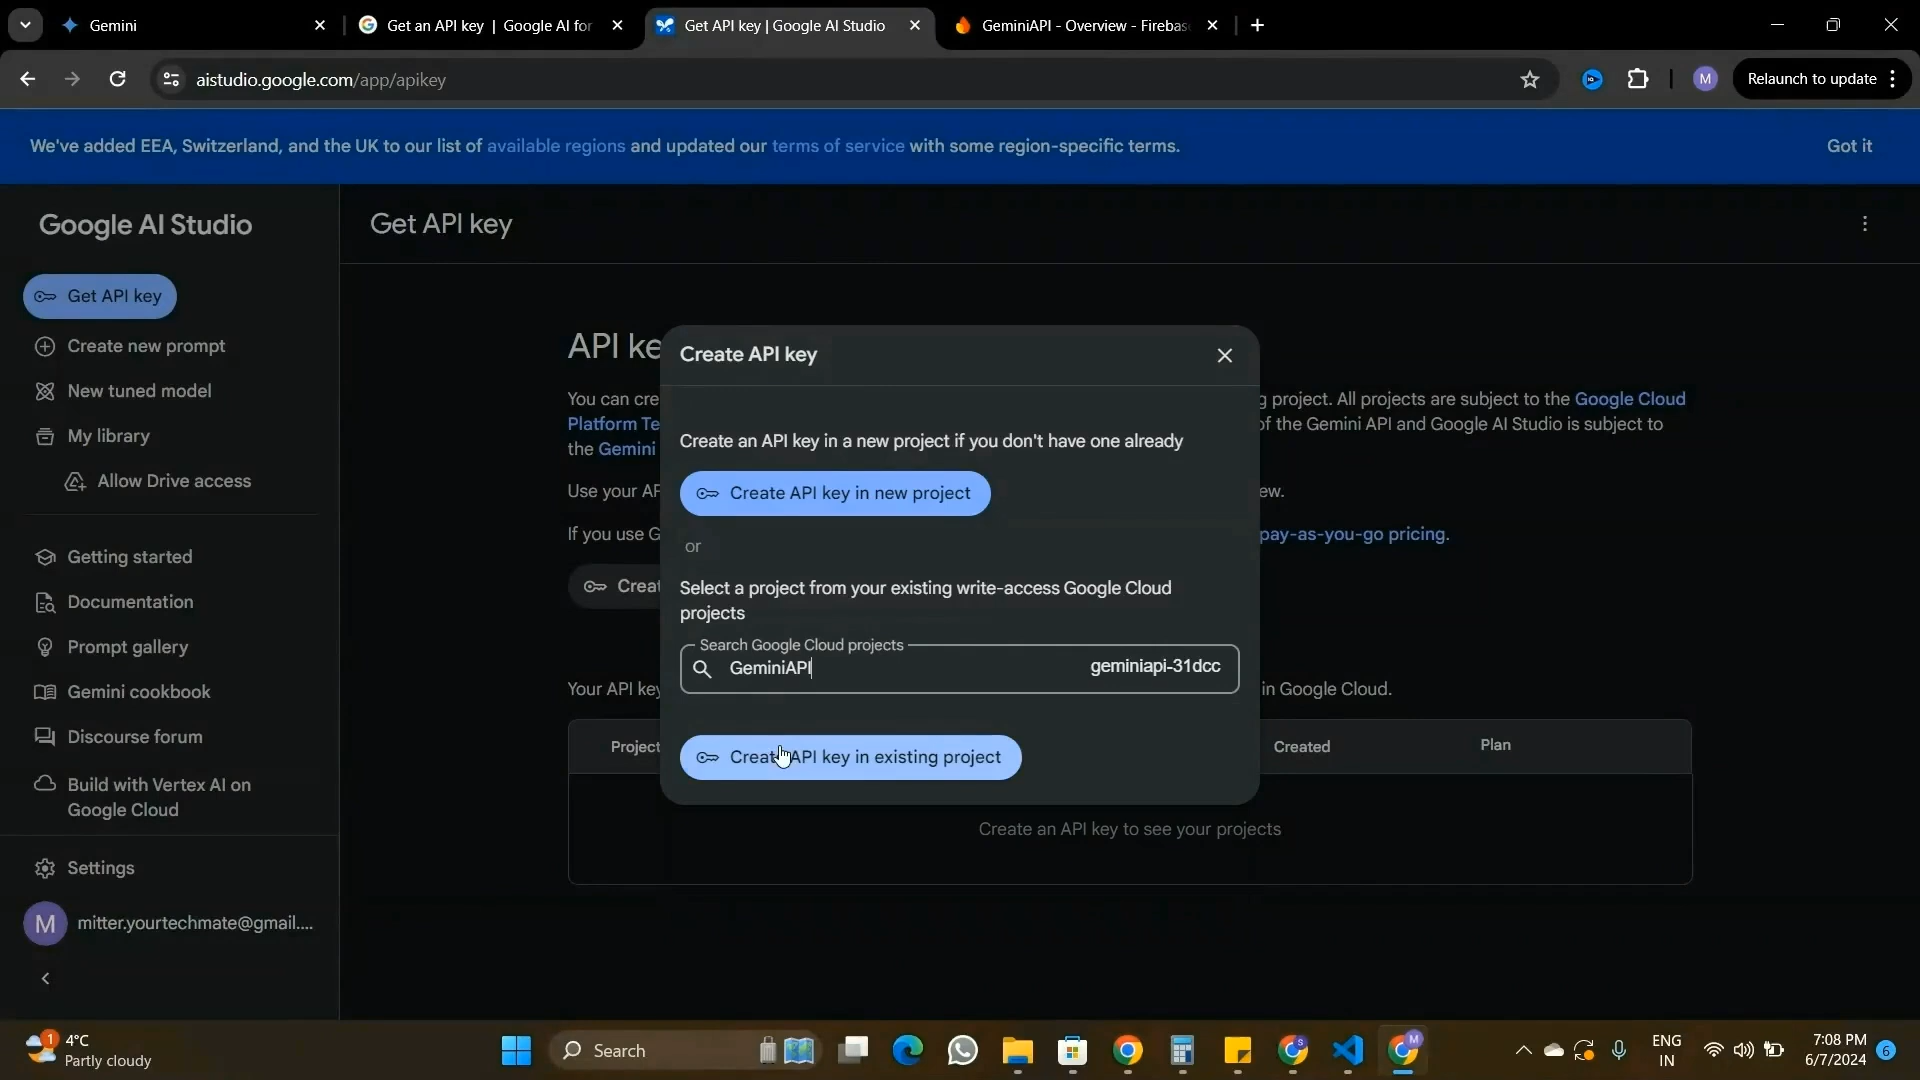 Gemini
Get an API key | Google AI for
Get API key | Google AI Studio
GeminiAPI - Overview - Firebas
aistudio.google.com/app/apikey
M
Relaunch to update
We've added EEA, Switzerland, and the UK to our list of available regions and updated our terms of service with some region-specific terms.
Got it
Google AI Studio
Get API key
Get API key
Create new prompt
New tuned model
My library
Allow Drive access
Getting started
Documentation
Prompt gallery
Gemini cookbook
Discourse forum
Build with Vertex AI on
Google Cloud
Settings
M
mitter.yourtechmate@gmail....
API ke
You can cre
g project. All projects are subject to the Google Cloud
Platform Te
of the Gemini API and Google AI Studio is subject to
the Gemini
Use your AP
ew.
If you use G
pay-as-you-go pricing.
Creat
Your API key
in Google Cloud.
Project
Created
Plan
Create an API key to see your projects
Create API key
Create an API key in a new project if you don't have one already
Create API key in new project
or
Select a project from your existing write-access Google Cloud
projects
Search Google Cloud projects
GeminiAPI
geminiapi-31dcc
Create API key in existing project
1
4°C
Partly cloudy
Search
S
M
ENG
IN
7:08 PM
6/7/2024
6